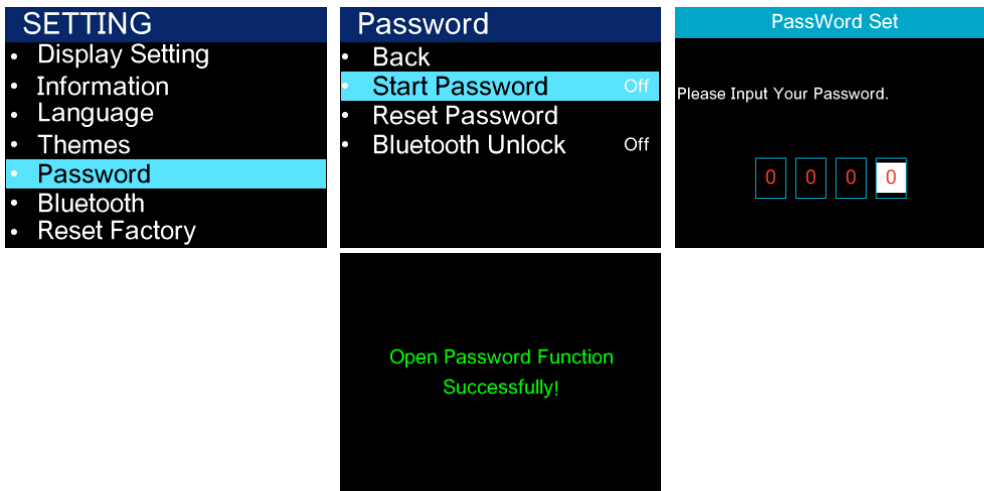 SETTING
Display Setting
Information
Language
Themes
Password
Bluetooth
Reset Factory
Password
Back
Start Password Off
Reset Password
Bluetooth Unlock Off
PassWord Set
Please Input Your Password.
0 0 0 0
Open Password Function
Successfully!